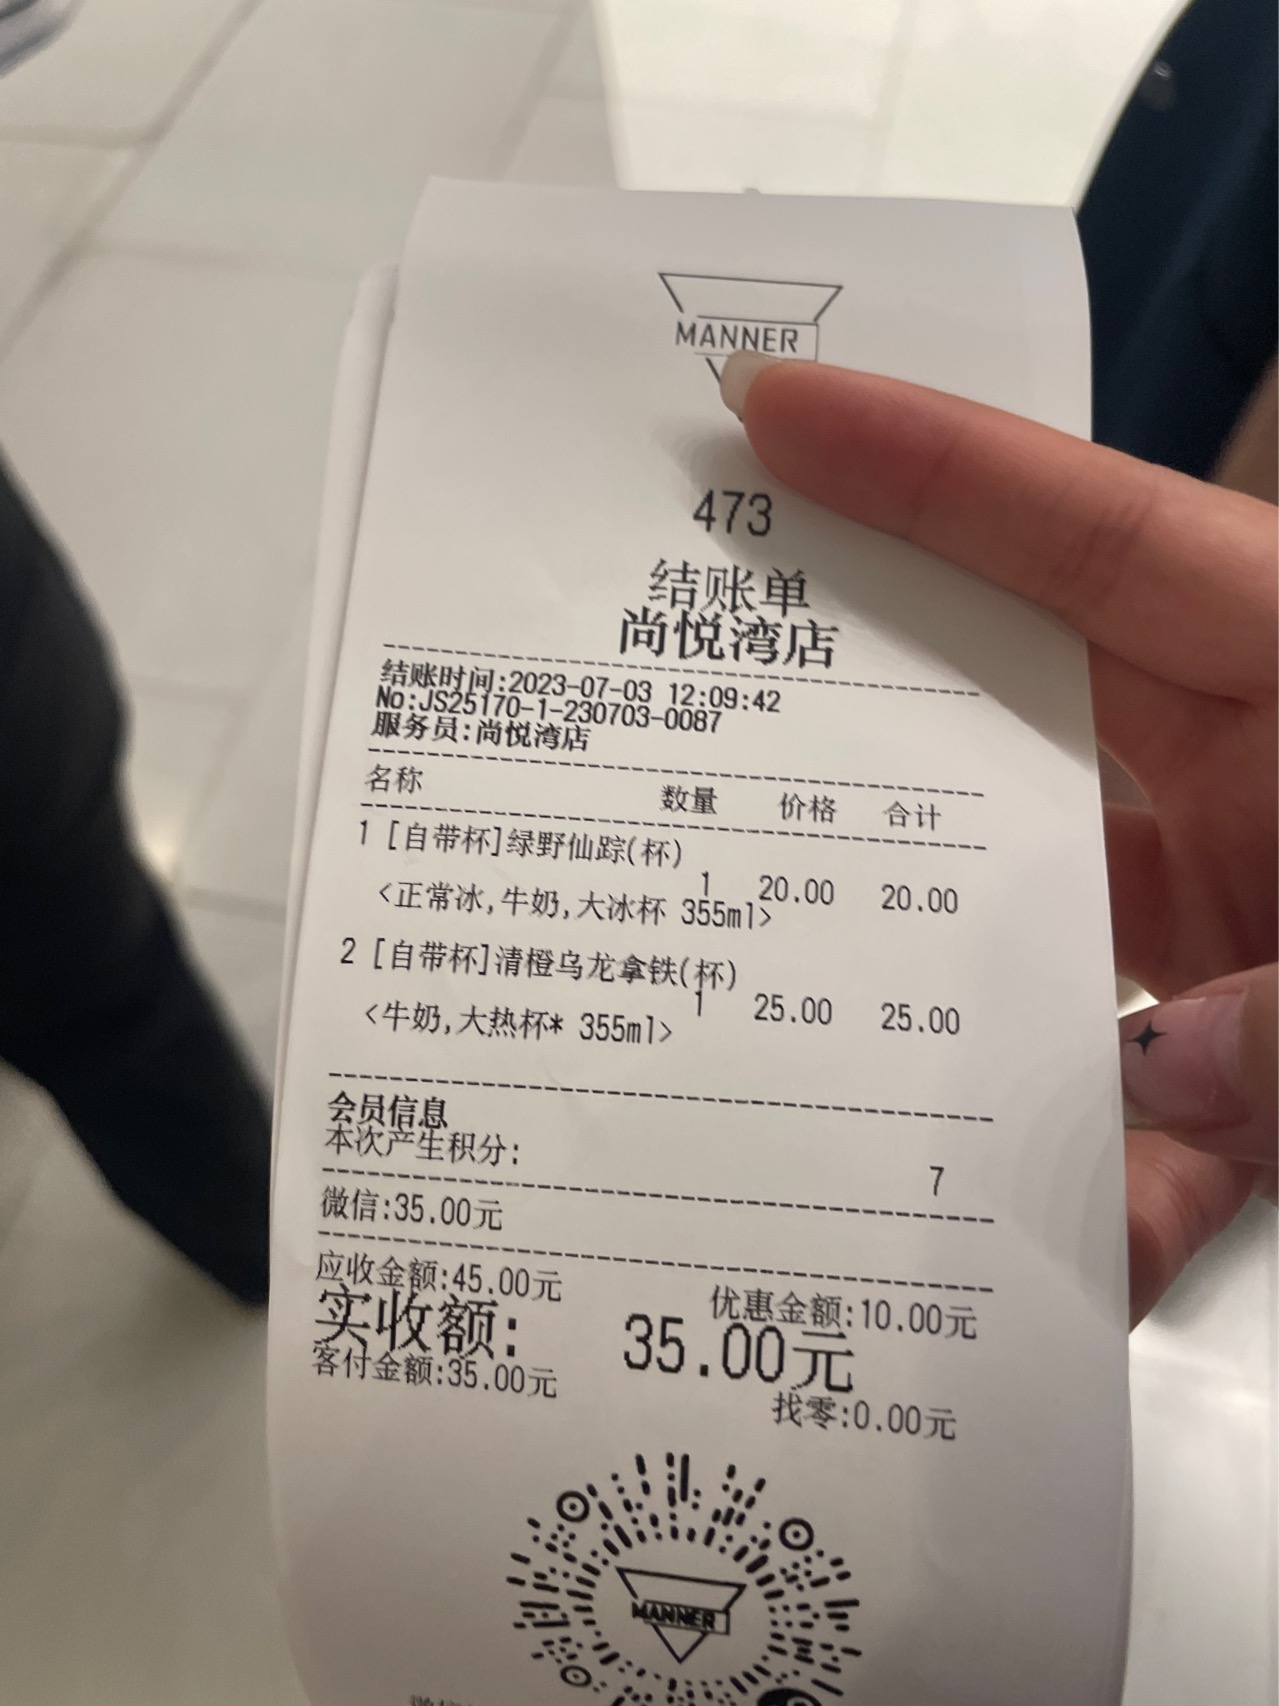 MANNER
473
结账单
尚悦湾店
结账时间:2023-07-03 12:09:42
No:JS25170-1-230703-0087
服务员:尚悦湾店
名称 数量 价格 合计
1 [自带杯]绿野仙踪(杯)
1 20.00 20.00
<正常冰,牛奶,大冰杯 355ml>
2 [自带杯]清橙乌龙拿铁(杯)
1 25.00 25.00
<牛奶,大热杯* 355ml>
会员信息
本次产生积分: 7
微信:35.00元
应收金额:45.00元 优惠金额:10.00元
实收额: 35.00元
客付金额:35.00元 找零:0.00元
MANNER